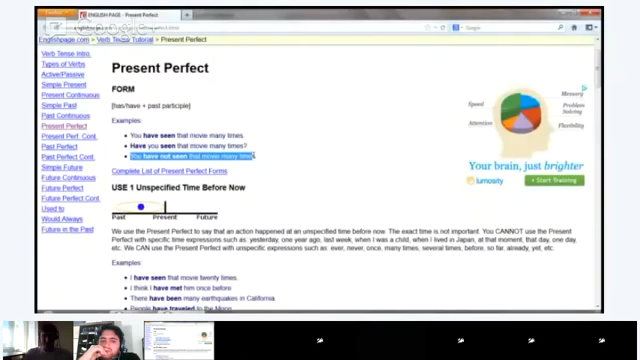 ENGLISH PAGE - Present Perfect
Google
Google
Englishpage.com > Verb Tense Tutorial > Present Perfect
Verb Tense Intro.
Types of Verbs
Active/Passive
Simple Present
Present Continuous
Simple Past
Past Continuous
Present Perfect
Present Perf. Cont.
Past Perfect
Past Perfect Cont.
Simple Future
Future Continuous
Future Perfect
Future Perfect Cont.
Used to
Would Always
Future in the Past
Present Perfect
FORM
[has/have + past participle]
Examples:
You have seen that movie many times.
Have you seen that movie many times?
You have not seen that movie many times
Complete List of Present Perfect Forms
USE 1 Unspecified Time Before Now
Past Present Future
We use the Present Perfect to say that an action happened at an unspecified time before now. The exact time is not important. You CANNOT use the
Present Perfect with specific time expressions such as: yesterday, one year ago, last week, when I was a child, when I lived in Japan, at that moment, that day, one day,
etc. We CAN use the Present Perfect with unspecific expressions such as: ever, never, once, many times, several times, before, so far, already, yet, etc.
Examples:
I have seen that movie twenty times.
I think I have met him once before.
There have been many earthquakes in California.
People have traveled to the Moon.
Memory
Speed
Problem
Solving
Attention
Flexibility
Your brain, just brighter
lumosity
Start Training